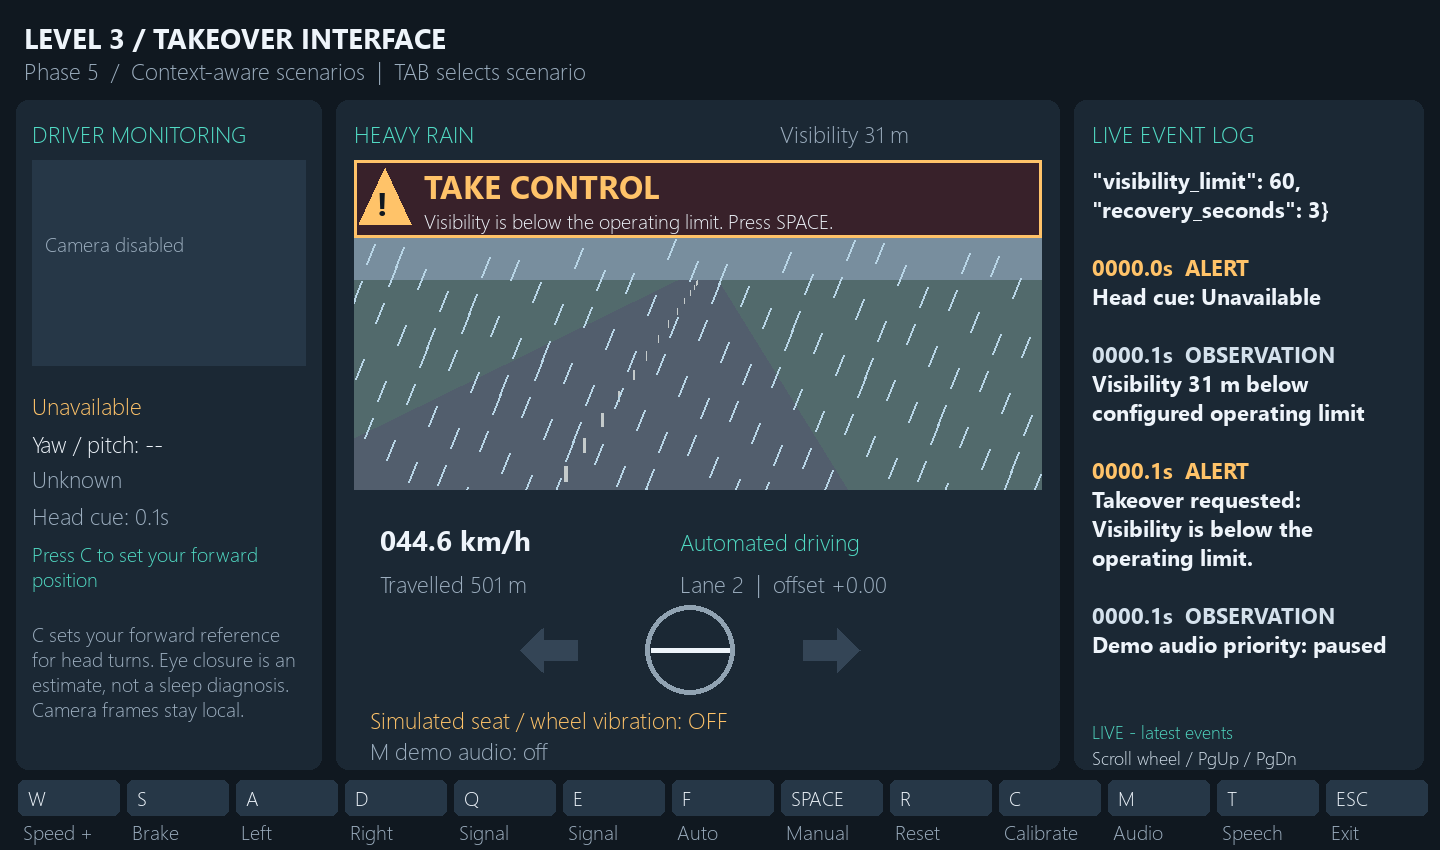 LEVEL 3 / TAKEOVER INTERFACE
Phase 5 / Context-aware scenarios | TAB selects scenario
DRIVER MONITORING
Camera disabled
Unavailable
Yaw / pitch: --
Unknown
Head cue: 0.1s
Press C to set your forward
position
C sets your forward reference
for head turns. Eye closure is an
estimate, not a sleep diagnosis.
Camera frames stay local.
HEAVY RAIN
Visibility 31 m
!
TAKE CONTROL
Visibility is below the operating limit. Press SPACE.
044.6 km/h
Automated driving
Travelled 501 m
Lane 2 | offset +0.00
Simulated seat / wheel vibration: OFF
M demo audio: off
LIVE EVENT LOG
"visibility_limit": 60,
"recovery_seconds": 3}
0000.0s ALERT
Head cue: Unavailable
0000.1s OBSERVATION
Visibility 31 m below
configured operating limit
0000.1s ALERT
Takeover requested:
Visibility is below the
operating limit.
0000.1s OBSERVATION
Demo audio priority: paused
LIVE - latest events
Scroll wheel / PgUp / PgDn
W
Speed +
S
Brake
A
Left
D
Right
Q
Signal
E
Signal
F
Auto
SPACE
Manual
R
Reset
C
Calibrate
M
Audio
T
Speech
ESC
Exit